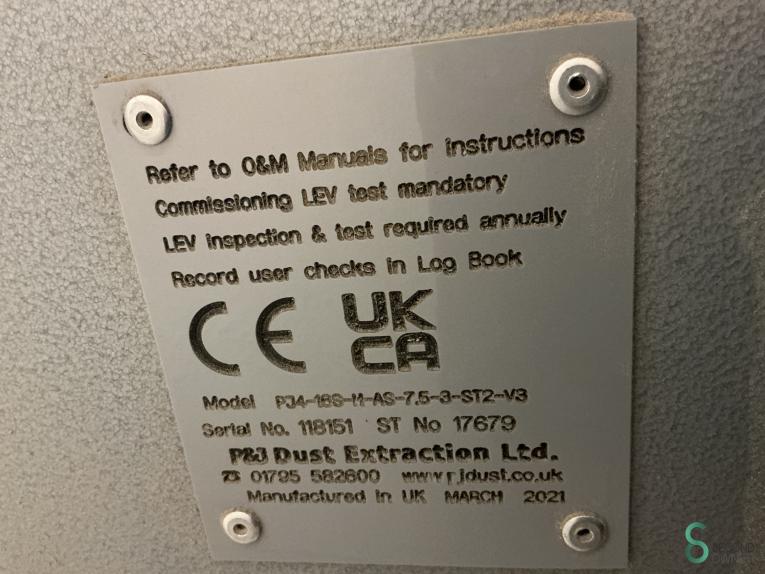 Refer to O&M Manuals for instructions
Commissioning LEV test mandatory
LEV inspection & test required annually
Record user checks in Log Book
CE
UK
CA
Model PJ4-18S-M-AS-7.5-3-ST2-V3
Serial No. 118151 ST No 17679
P&J Dust Extraction Ltd.
☎ 01795 582600 www.pjdust.co.uk
Manufactured in UK MARCH 2021
SECOND
OWNER